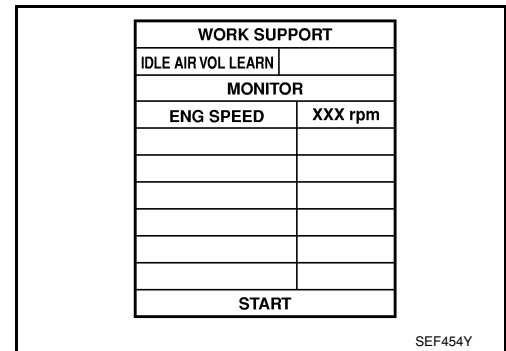 WORK SUPPORT
IDLE AIR VOL LEARN
MONITOR
ENG SPEED XXX rpm
START
SEF454Y